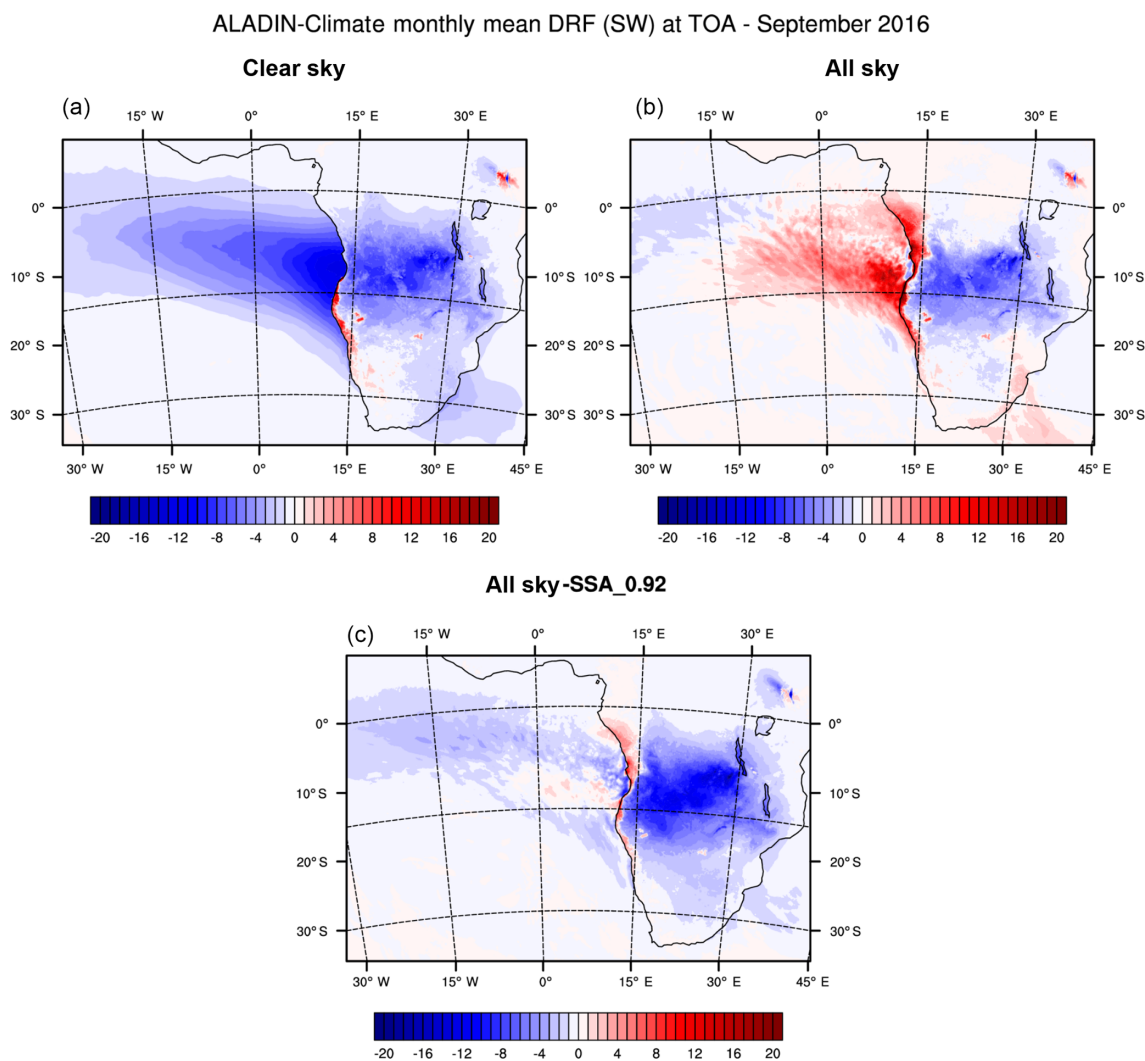 ALADIN-Climate monthly mean DRF (SW) at TOA - September 2016
Clear sky
All sky
(a)
15° W 0° 15° E 30° E
0° 0°
10° S 10° S
20° S 20° S
30° S 30° S
30° W 15° W 0° 15° E 30° E 45° E
-20 -16 -12 -8 -4 0 4 8 12 16 20
(b)
15° W 0° 15° E 30° E
0° 0°
10° S 10° S
20° S 20° S
30° S 30° S
30° W 15° W 0° 15° E 30° E 45° E
-20 -16 -12 -8 -4 0 4 8 12 16 20
All sky-SSA_0.92
(c)
15° W 0° 15° E 30° E
0° 0°
10° S 10° S
20° S 20° S
30° S 30° S
30° W 15° W 0° 15° E 30° E 45° E
-20 -16 -12 -8 -4 0 4 8 12 16 20